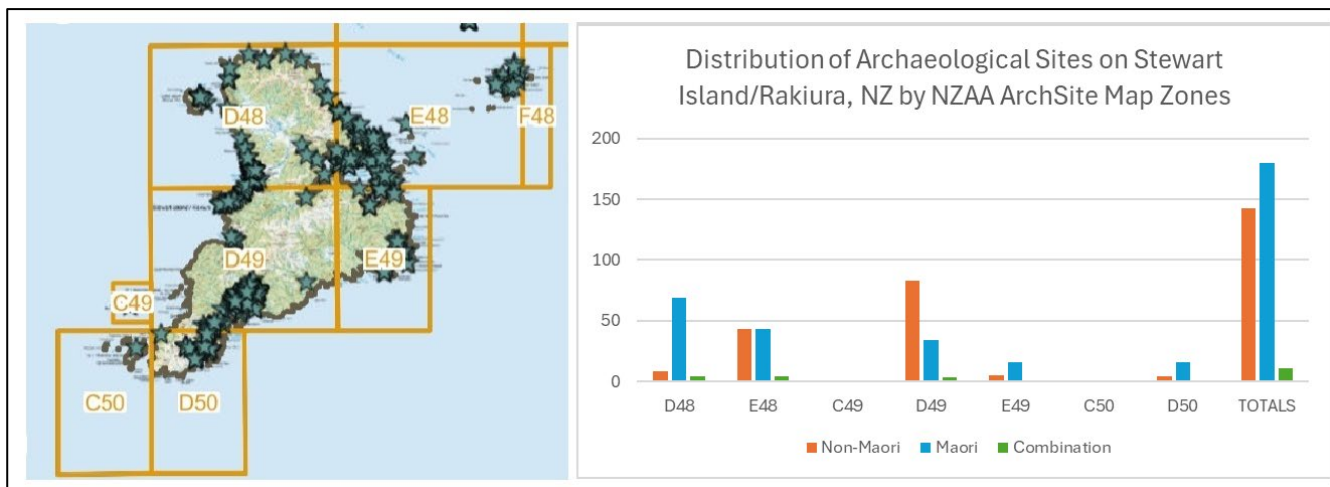 D48
E48
F48
D49
E49
C49
C50
D50
Distribution of Archaeological Sites on Stewart
Island/Rakiura, NZ by NZAA ArchSite Map Zones
200
150
100
50
0
D48 E48 C49 D49 E49 C50 D50 TOTALS
Non-Maori Maori Combination